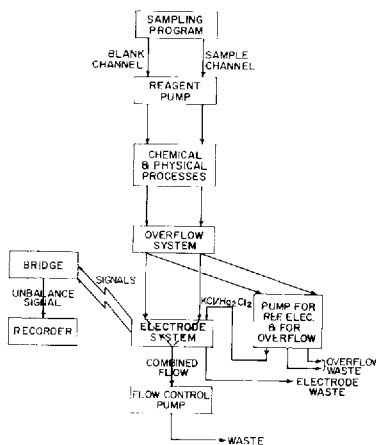 SAMPLING
PROGRAM
BLANK
CHANNEL
SAMPLE
CHANNEL
REAGENT
PUMP
CHEMICAL
& PHYSICAL
PROCESSES
OVERFLOW
SYSTEM
BRIDGE
SIGNALS
KCl/Hg2Cl2
UNBALANCE
SIGNAL
PUMP FOR
REF ELEC.
& FOR
OVERFLOW
RECORDER
ELECTRODE
SYSTEM
COMBINED
FLOW
OVERFLOW
WASTE
ELECTRODE
WASTE
FLOW CONTROL
PUMP
WASTE